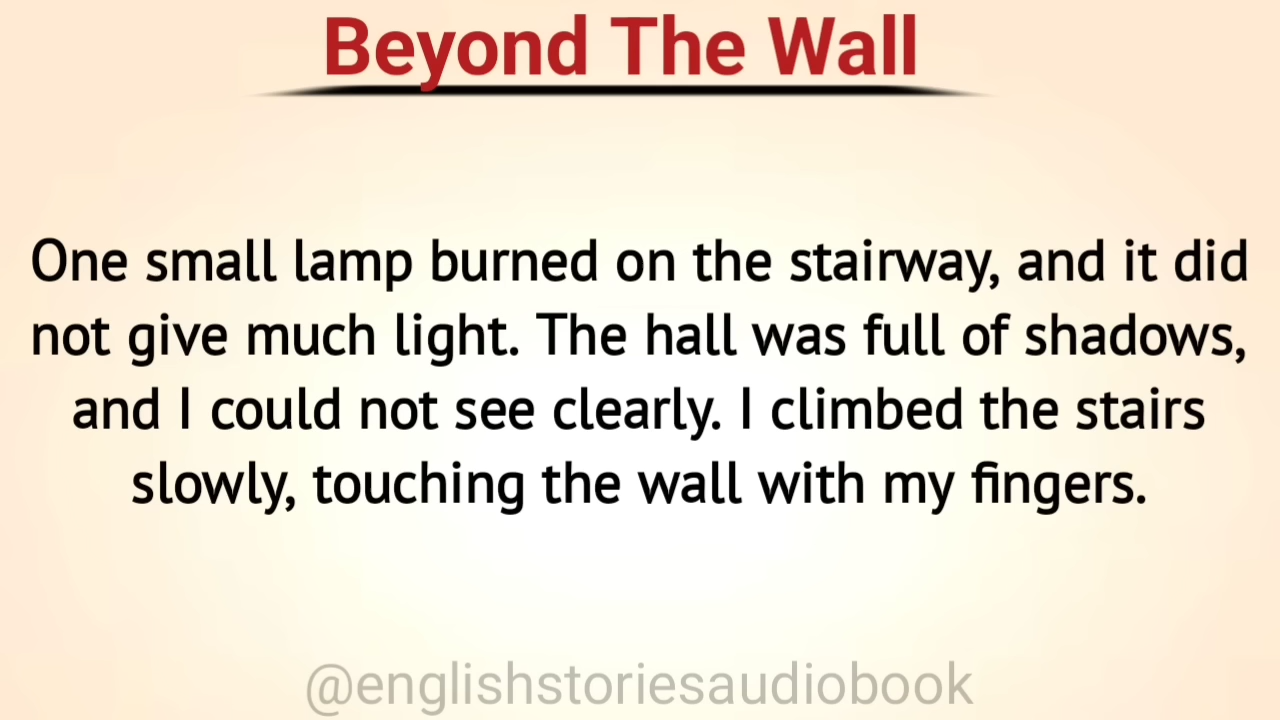 Beyond The Wall
One small lamp burned on the stairway, and it did
not give much light. The hall was full of shadows,
and I could not see clearly. I climbed the stairs
slowly, touching the wall with my fingers.
@englishstoriesaudiobook